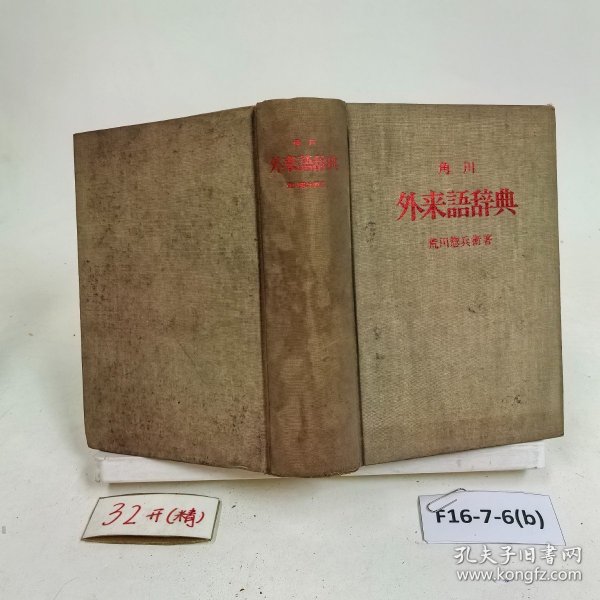 角川
外来語辞典
荒川惣兵衛著
角川
外来語辞典
32开(精)
F16-7-6(b)
孔夫子旧书网
www.kongfz.com